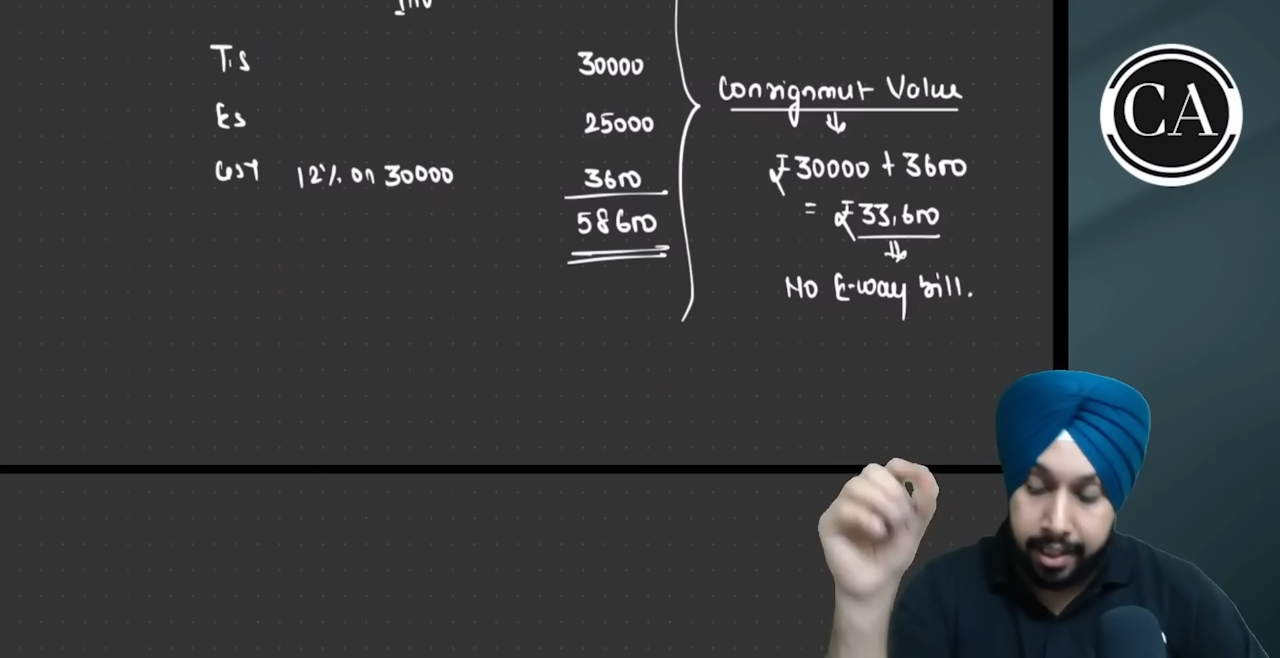 T.S 30000
ES 25000
GST 12% on 30000 3600
58600
Consignment Value
₹30000 + 3600
= ₹33,600
No E-way bill.
CA